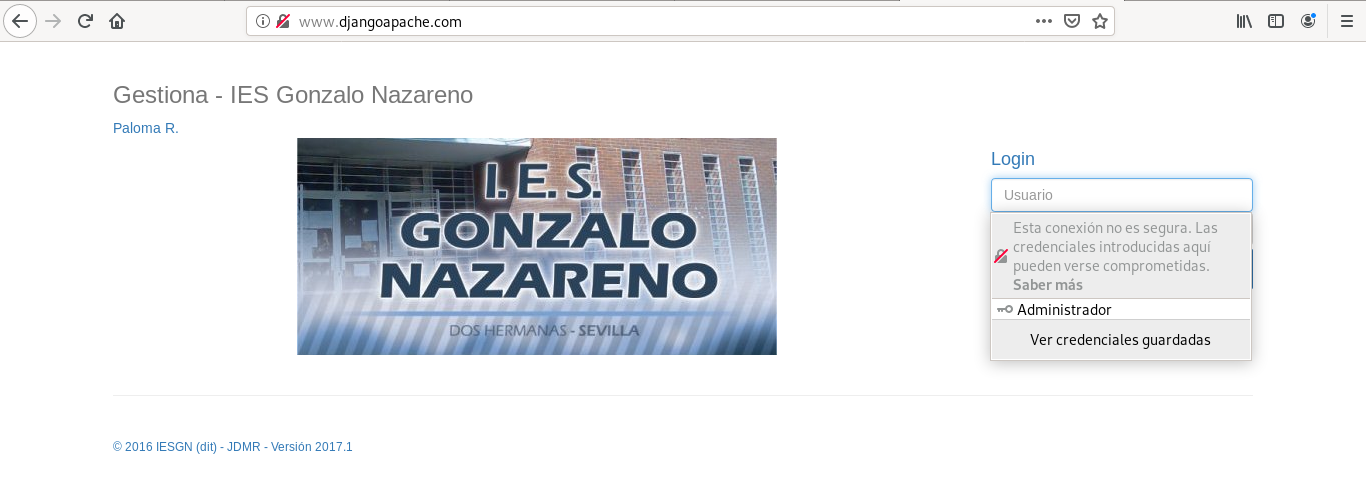 www.djangoapache.com
Gestiona - IES Gonzalo Nazareno
Paloma R.
I.E.S.
GONZALO
NAZARENO
DOS HERMANAS - SEVILLA
Login
Usuario
Esta conexión no es segura. Las
credenciales introducidas aquí
pueden verse comprometidas.
Saber más
Administrador
Ver credenciales guardadas
© 2016 IESGN (dit) - JDMR - Versión 2017.1